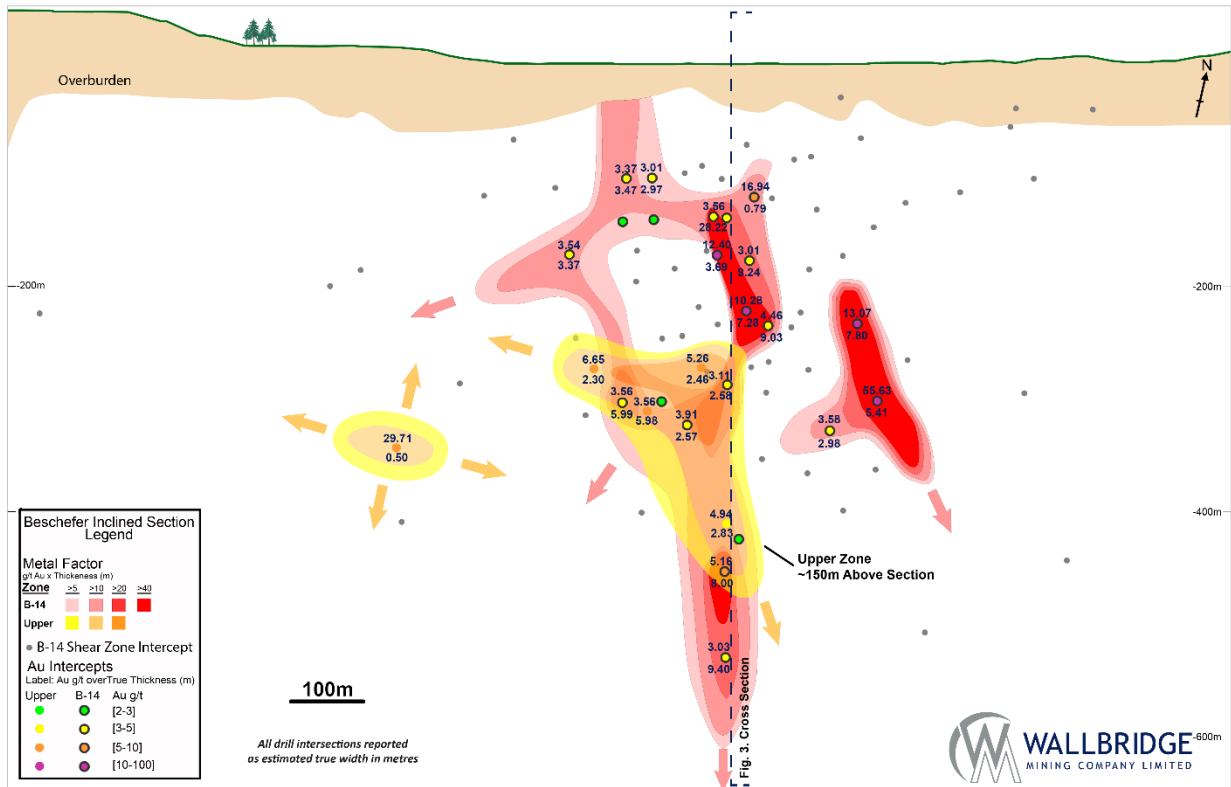 Overburden
N
3.37
3.01
3.47
2.97
16.94
0.79
3.56
28.22
3.54
3.37
12.40
3.69
3.01
9.24
-200m
-200m
10.28
7.28
4.46
9.03
13.07
7.80
6.65
2.30
5.26
2.46
3.11
2.58
3.56
5.99
3.56
5.98
3.91
2.57
55.63
5.41
3.58
2.98
29.71
0.50
-400m
4.94
2.83
5.16
8.00
Upper Zone
~150m Above Section
3.03
9.40
Beschefer Inclined Section
Legend
Metal Factor
g/t Au x Thickeness (m)
Zone >5 >10 >20 >40
B-14
Upper
B-14 Shear Zone Intercept
Au Intercepts
Label: Au g/t overTrue Thickness (m)
Upper B-14 Au g/t
[2-3]
[3-5]
[5-10]
[10-100]
100m
All drill intersections reported
as estimated true width in metres
Fig. 3. Cross Section
-600m
WALLBRIDGE
MINING COMPANY LIMITED